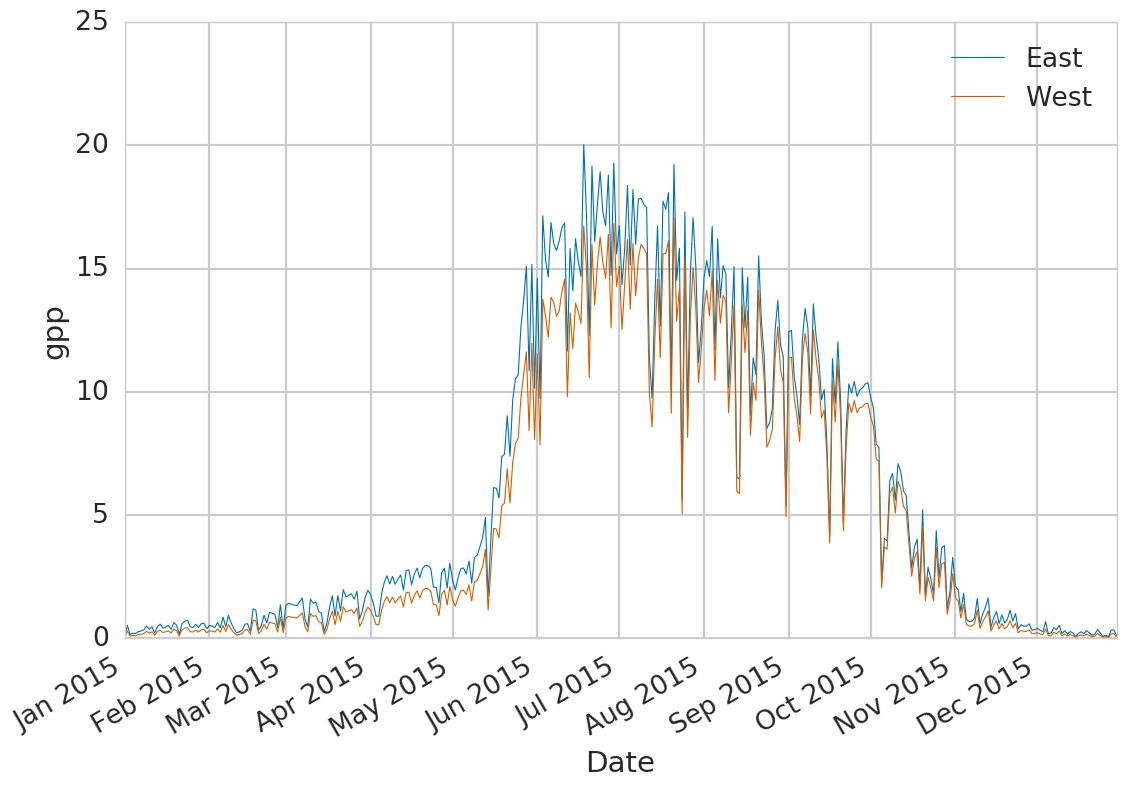 25
20
15
10
5
0
gpp
East
West
Jan 2015
Feb 2015
Mar 2015
Apr 2015
May 2015
Jun 2015
Jul 2015
Aug 2015
Sep 2015
Oct 2015
Nov 2015
Dec 2015
Date